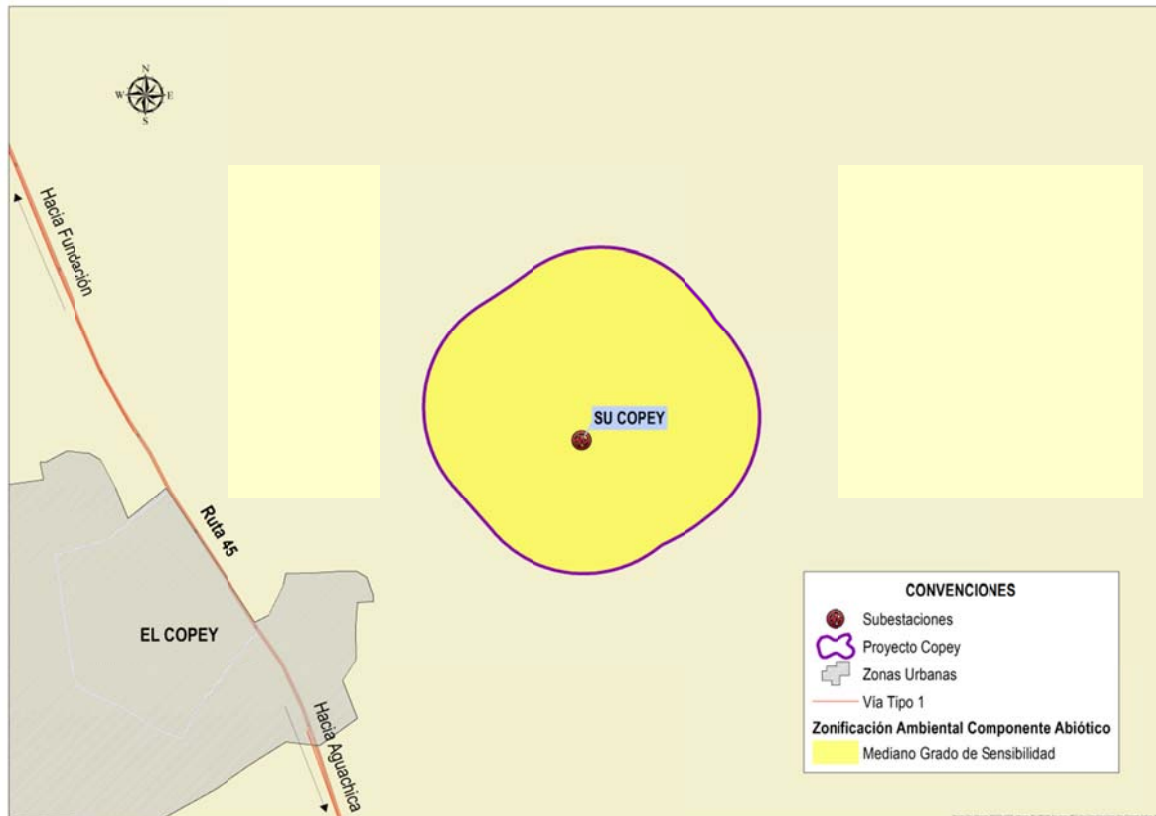 N
W E
S
Hacia Fundación
SU COPEY
Ruta 45
EL COPEY
Hacia Aguachica
CONVENCIONES
Subestaciones
Proyecto Copey
Zonas Urbanas
Vía Tipo 1
Zonificación Ambiental Componente Abiótico
Mediano Grado de Sensibilidad